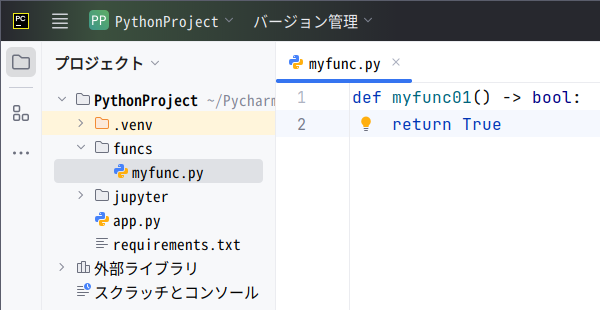 PC PP PythonProject バージョン管理
プロジェクト
myfunc.py
PythonProject ~/Pycharm
.venv
funcs
myfunc.py
jupyter
app.py
requirements.txt
外部ライブラリ
スクラッチとコンソール
1 def myfunc01() -> bool:
2 return True